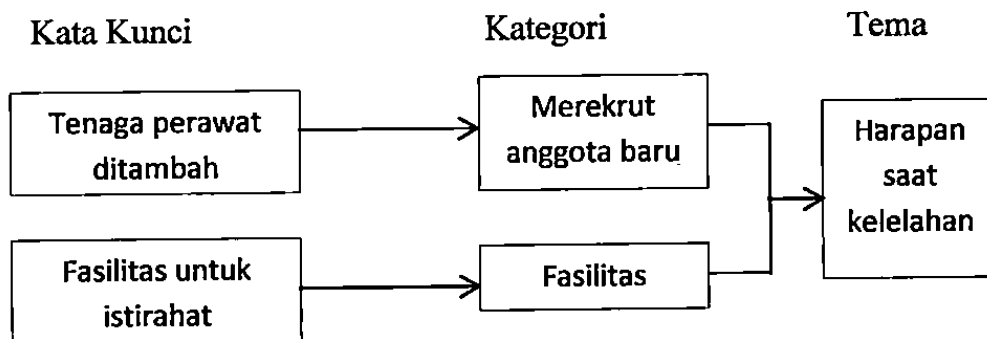 Kata Kunci
Kategori
Tema
Tenaga perawat
ditambah
Merekrut
anggota baru
Harapan
saat
kelelahan
Fasilitas untuk
istirahat
Fasilitas